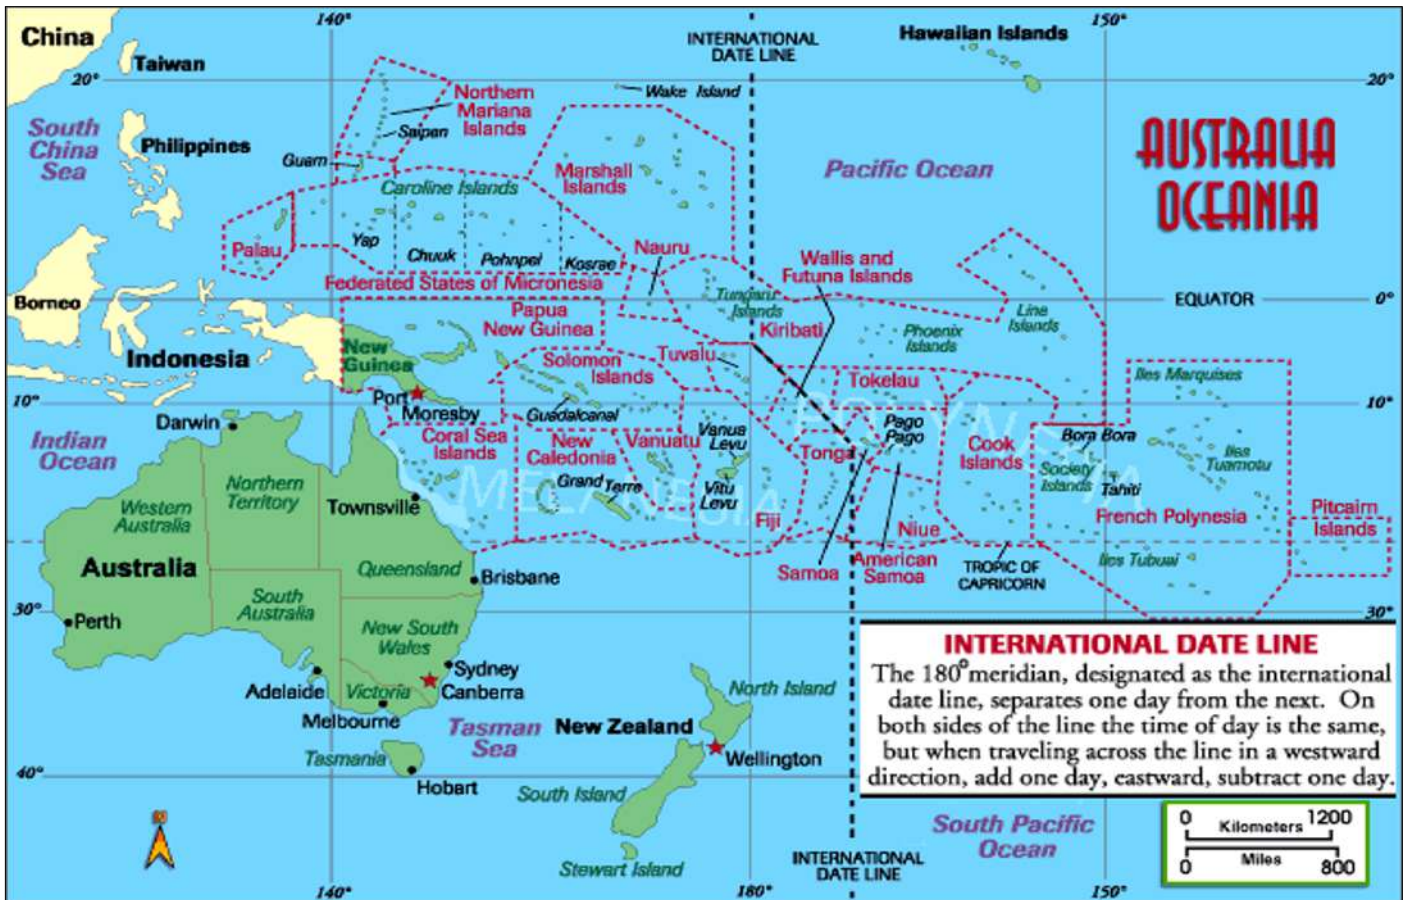 140°
150°
China
Taiwan
INTERNATIONAL
DATE LINE
Hawaiian Islands
20°
20°
Northern
Mariana
Islands
Saipan
Wake Island
South
China
Sea
Philippines
Guam
Marshall
Islands
Pacific Ocean
AUSTRALIA
OCEANIA
Caroline Islands
Palau
Yap
Chuuk
Pohnpei
Kosrae
Nauru
Wallis and
Futuna Islands
Federated States of Micronesia
Borneo
Tungaru
Islands
Kiribati
Phoenix
Islands
Line
Islands
EQUATOR
0°
Papua
New Guinea
Indonesia
New
Guinea
Solomon
Islands
Tuvalu
Tokelau
Iles Marquises
10°
10°
Port
Moresby
Guadalcanal
POLYNESIA
Darwin
Indian
Ocean
Coral Sea
Islands
New
Caledonia
Vanuatu
Vanua
Levu
Tonga
Pago
Pago
Cook
Islands
Bora Bora
Iles
Tuamotu
Society
Islands
Tahiti
Northern
Territory
Western
Australia
Townsville
MELANESIA
Grand Terre
Vitu
Levu
Fiji
Niue
French Polynesia
Pitcairn
Islands
Australia
Queensland
Brisbane
Samoa
American
Samoa
TROPIC OF
CAPRICORN
Iles Tubuai
30°
30°
South
Australia
Perth
New South
Wales
Sydney
Canberra
Adelaide
Victoria
Melbourne
Tasman
Sea
New Zealand
North Island
Wellington
Tasmania
Hobart
40°
South Island
Stewart Island
INTERNATIONAL DATE LINE
The 180° meridian, designated as the international
date line, separates one day from the next. On
both sides of the line the time of day is the same,
but when traveling across the line in a westward
direction, add one day, eastward, subtract one day.
South Pacific
Ocean
INTERNATIONAL
DATE LINE
0 1200
Kilometers
Miles
0 800
140°
180°
150°